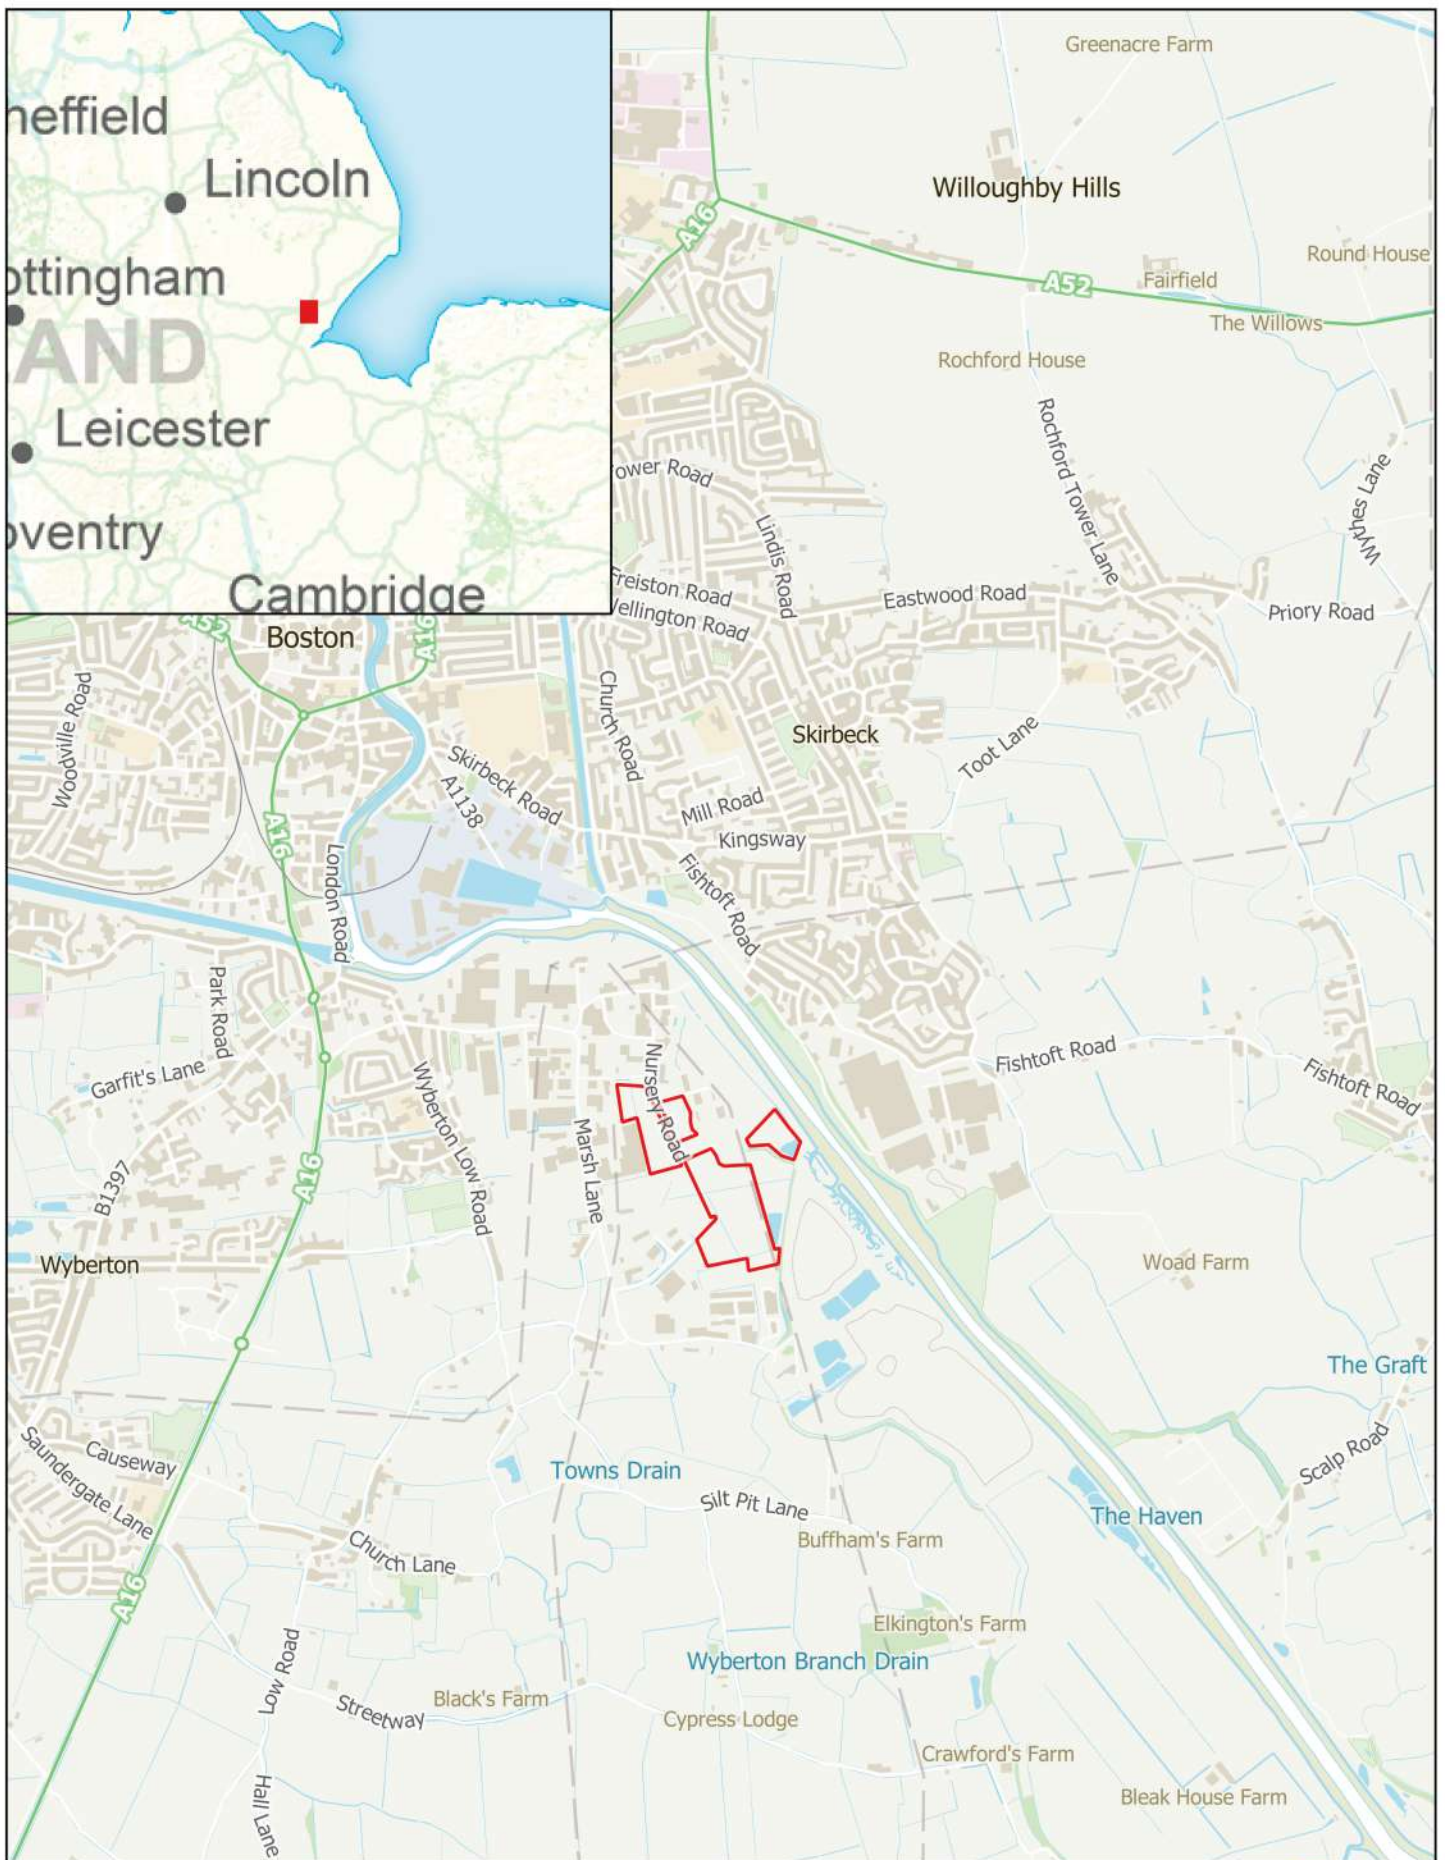 heffield
Lincoln
ottingham
AND
Leicester
oventry
Cambridge
Greenacre Farm
Willoughby Hills
A16
Round House
A52
Fairfield
The Willows
Rochford House
Rochford Tower Lane
ower Road
Wythes Lane
Lindis Road
Freiston Road
Wellington Road
Eastwood Road
Priory Road
A52
Boston
A16
Woodville Road
Church Road
Skirbeck
Toot Lane
Skirbeck Road
A1138
Mill Road
Kingsway
A16
London Road
Fishtoft Road
Park Road
Garfit's Lane
Wyberton Low Road
Nursery Road
Fishtoft Road
Fishtoft Road
Marsh Lane
B1397
A16
Wyberton
Woad Farm
The Graft
Saundergate Lane
Causeway
Scalp Road
Towns Drain
Silt Pit Lane
The Haven
Buffham's Farm
Church Lane
A16
Elkington's Farm
Low Road
Wyberton Branch Drain
Streetway
Black's Farm
Cypress Lodge
Crawford's Farm
Hall Lane
Bleak House Farm